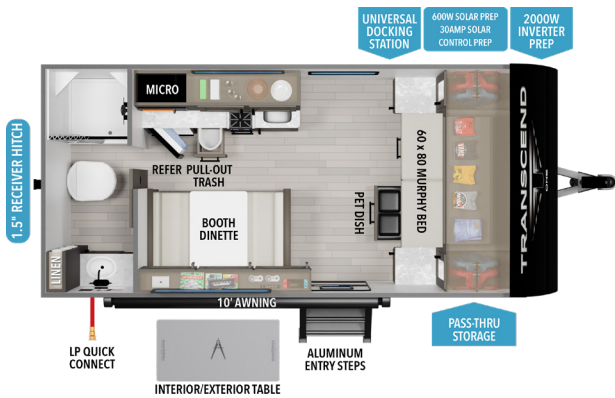 UNIVERSAL
DOCKING
STATION
600W SOLAR PREP
30AMP SOLAR
CONTROL PREP
2000W
INVERTER
PREP
MICRO
1.5" RECEIVER HITCH
REFER
PULL-OUT
TRASH
60 x 80 MURPHY BED
TRANSCEND
ONE
PET DISH
BOOTH
DINETTE
LINEN
10' AWNING
LP QUICK
CONNECT
INTERIOR/EXTERIOR TABLE
ALUMINUM
ENTRY STEPS
PASS-THRU
STORAGE